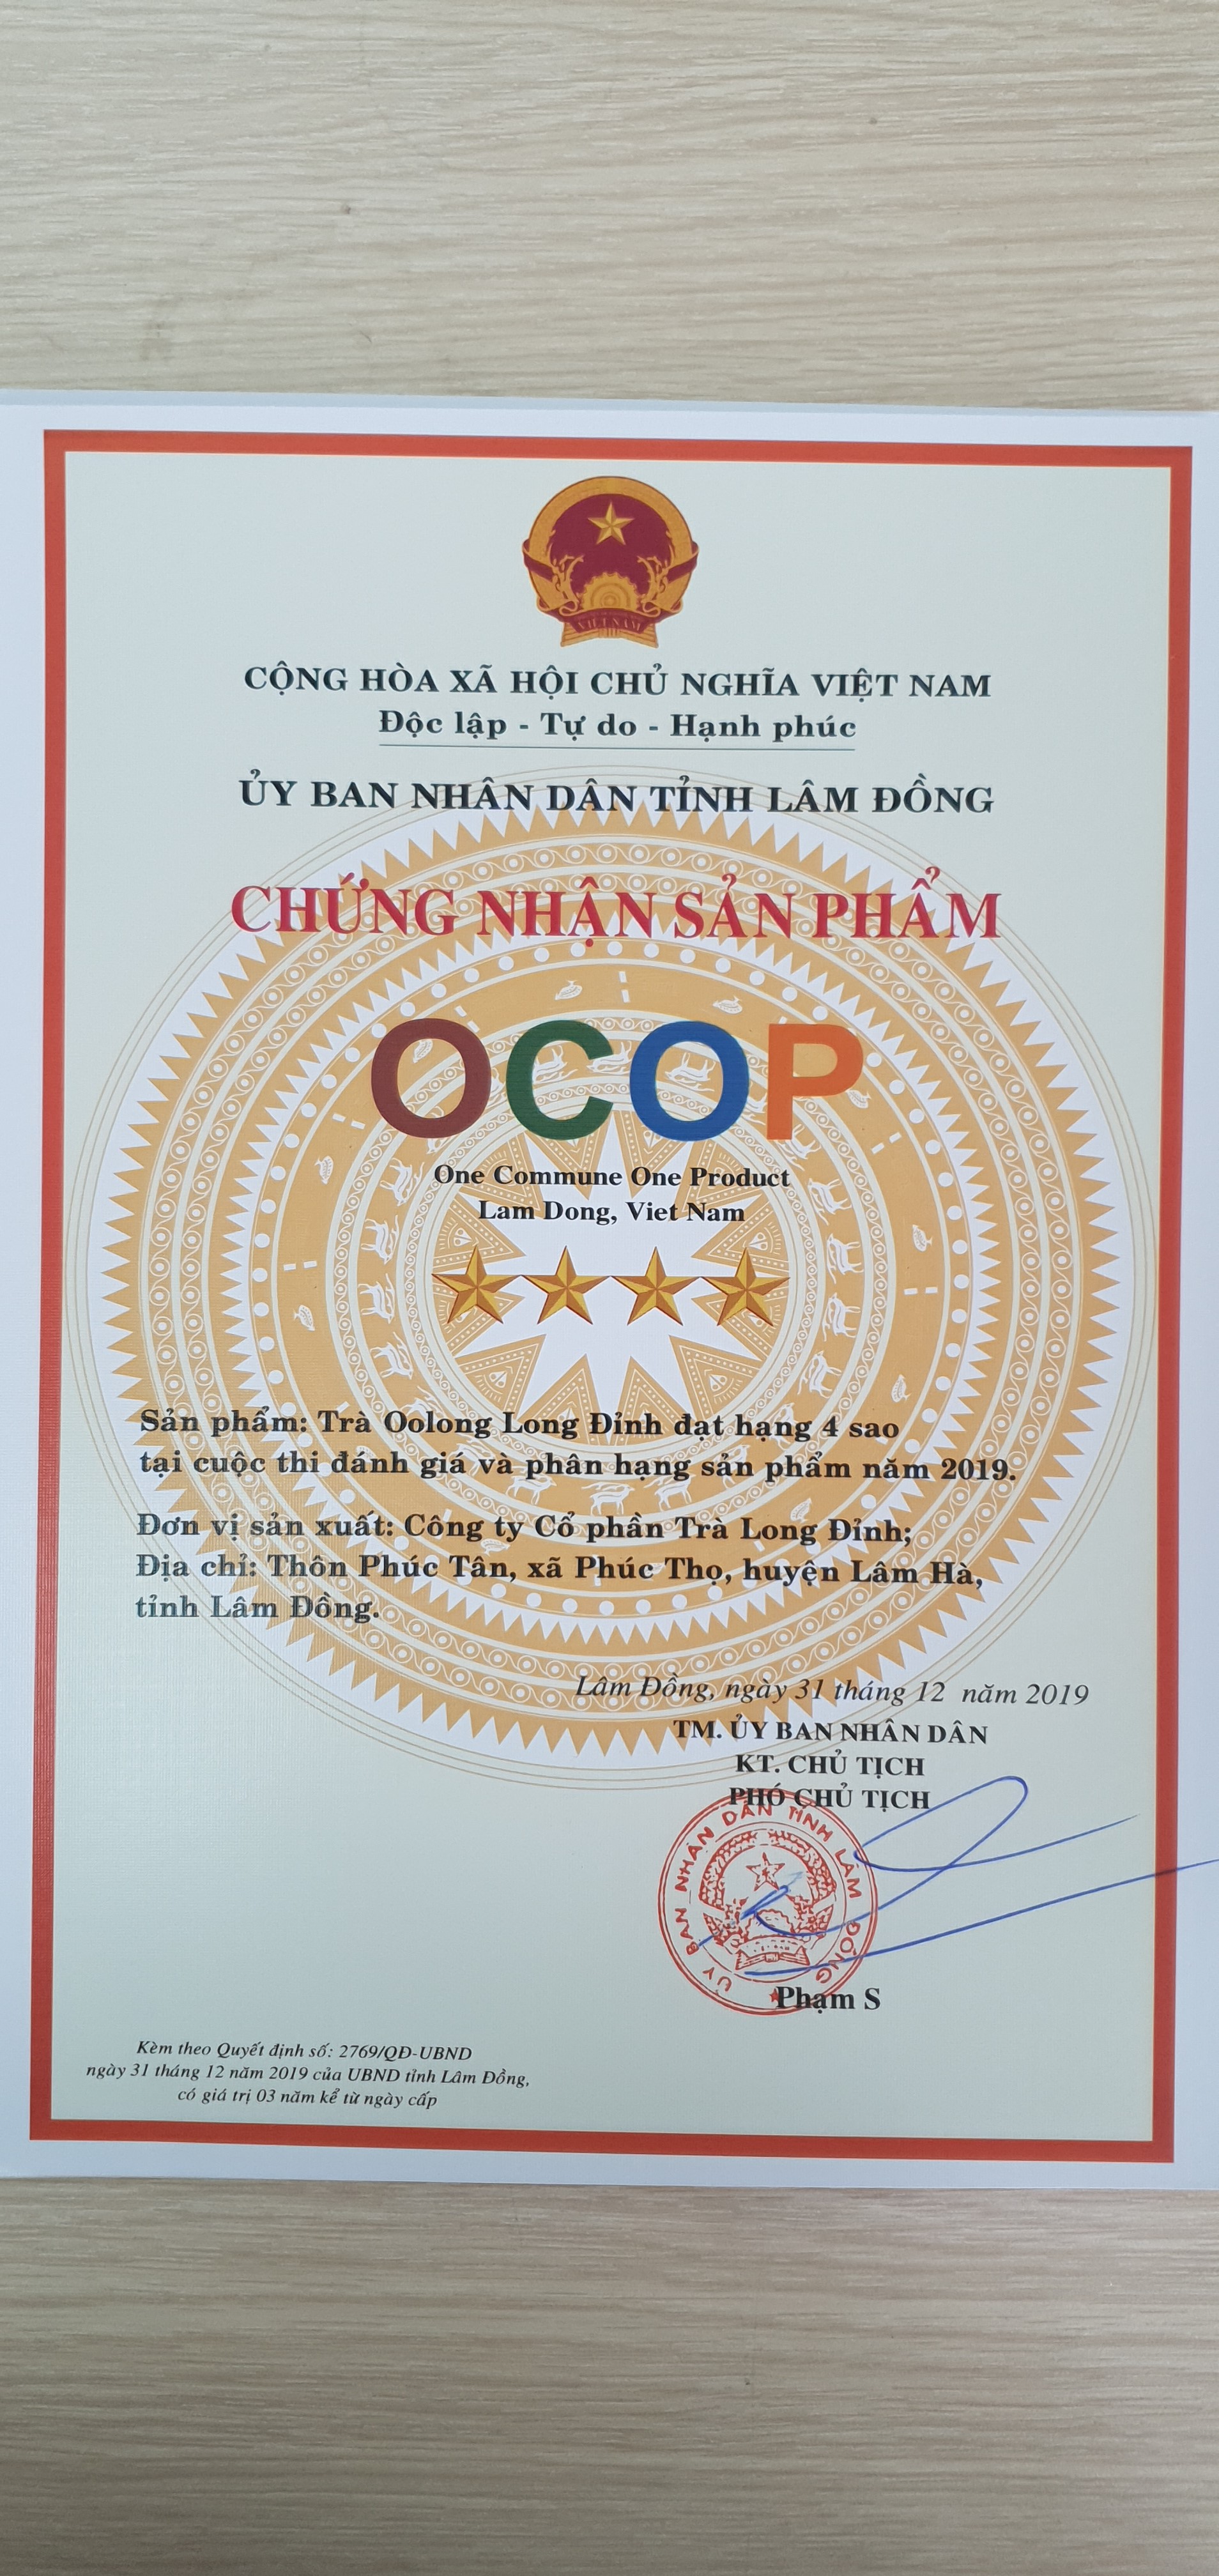 VIỆT NAM
CỘNG HÒA XÃ HỘI CHỦ NGHĨA VIỆT NAM
Độc lập - Tự do - Hạnh phúc
ỦY BAN NHÂN DÂN TỈNH LÂM ĐỒNG
CHỨNG NHẬN SẢN PHẨM
OCOP
One Commune One Product
Lam Dong, Viet Nam
Sản phẩm: Trà Oolong Long Đỉnh đạt hạng 4 sao
tại cuộc thi đánh giá và phân hạng sản phẩm năm 2019.
Đơn vị sản xuất: Công ty Cổ phần Trà Long Đỉnh;
Địa chỉ: Thôn Phúc Tân, xã Phúc Thọ, huyện Lâm Hà,
tỉnh Lâm Đồng.
Lâm Đồng, ngày 31 tháng 12 năm 2019
TM. ỦY BAN NHÂN DÂN
KT. CHỦ TỊCH
PHÓ CHỦ TỊCH
ỦY BAN NHÂN DÂN TỈNH LÂM ĐỒNG
Phạm S
Kèm theo Quyết định số: 2769/QĐ-UBND
ngày 31 tháng 12 năm 2019 của UBND tỉnh Lâm Đồng,
có giá trị 03 năm kể từ ngày cấp